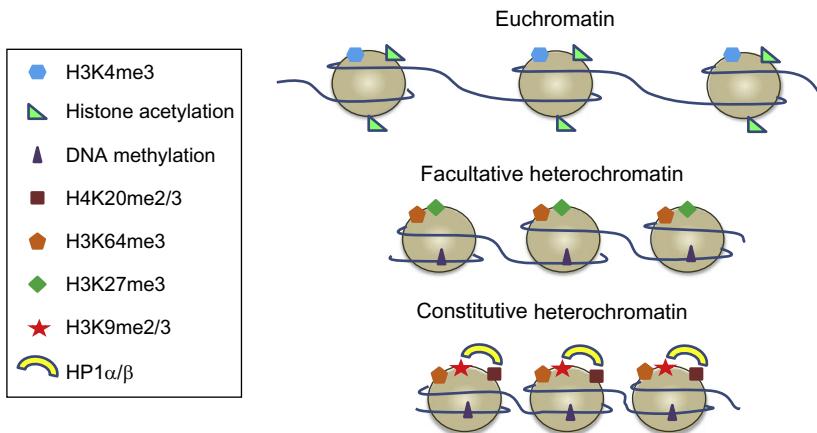 Euchromatin
H3K4me3
Histone acetylation
DNA methylation
H4K20me2/3
H3K64me3
H3K27me3
H3K9me2/3
HP1α/β
Facultative heterochromatin
Constitutive heterochromatin